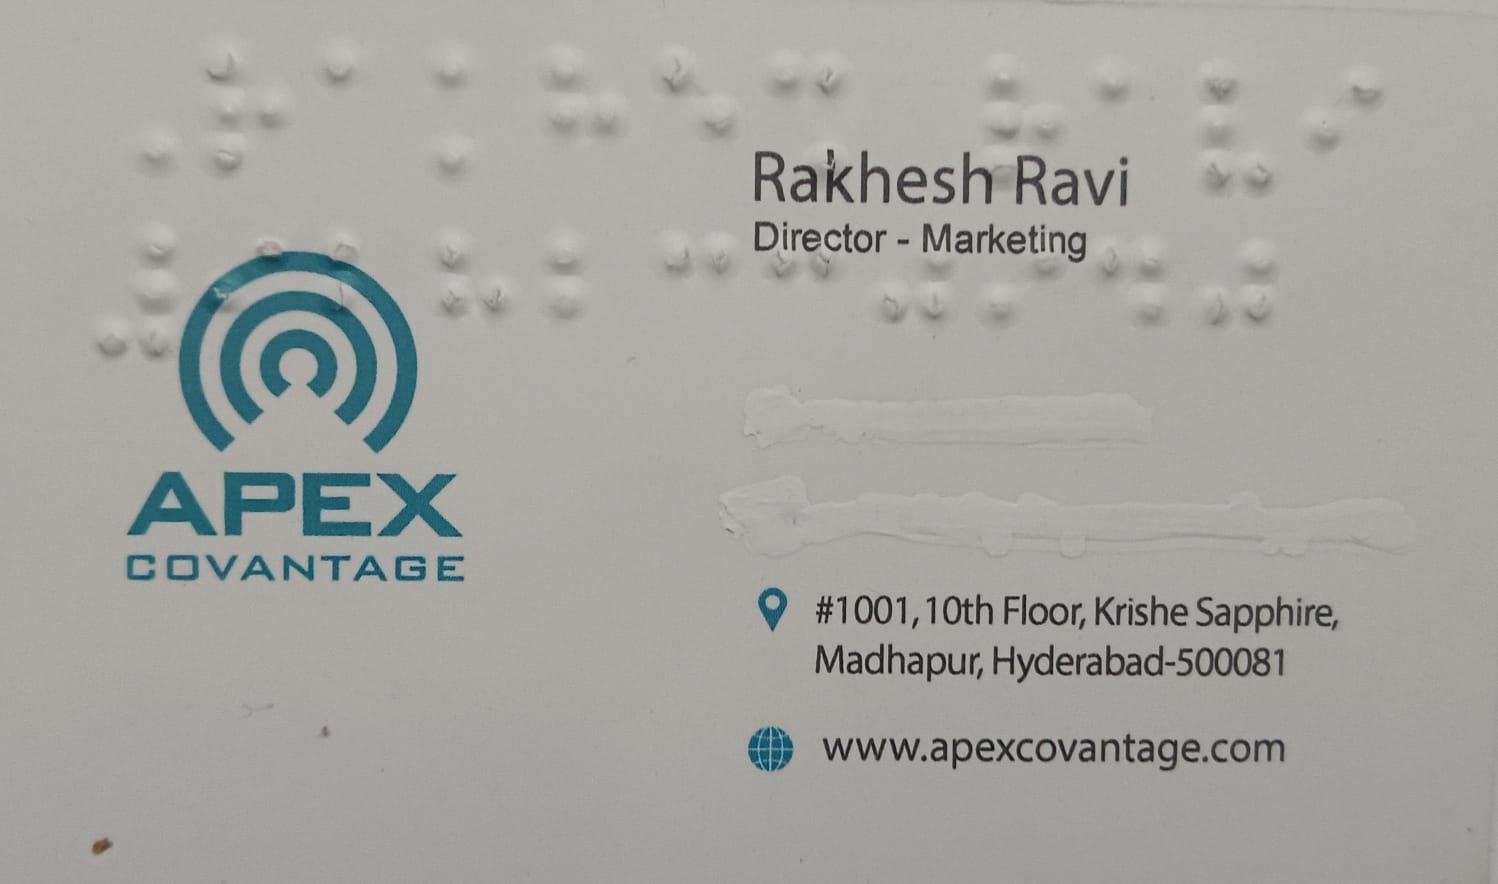 Rakhesh Ravi
Director - Marketing
APEX
COVANTAGE
#1001, 10th Floor, Krishe Sapphire,
Madhapur, Hyderabad-500081
www.apexcovantage.com